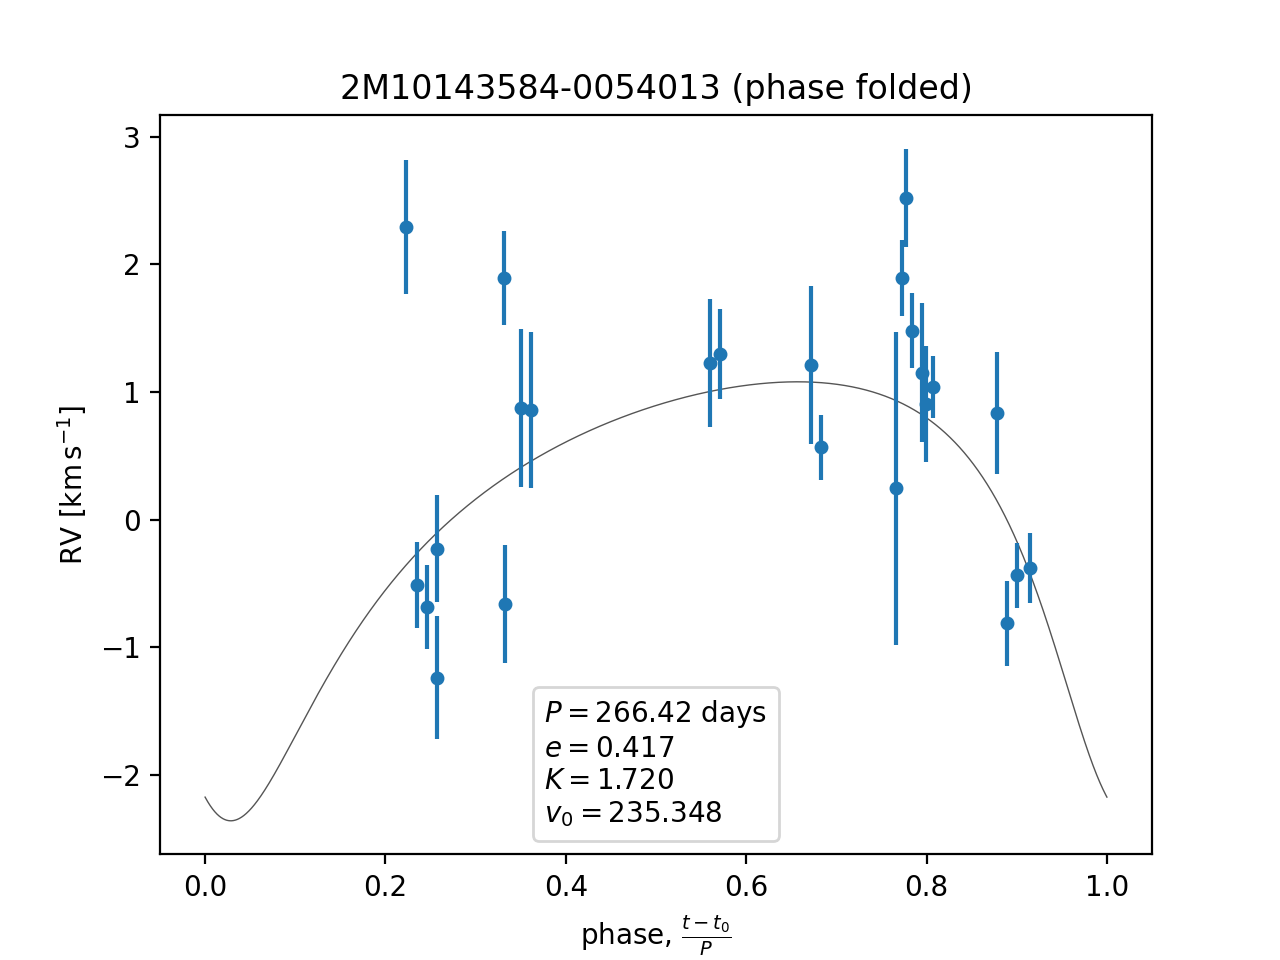 2M10143584-0054013 (phase folded)
3
2
1
0
−1
−2
RV [km s⁻¹]
P = 266.42 days
e = 0.417
K = 1.720
v₀ = 235.348
0.0 0.2 0.4 0.6 0.8 1.0
phase, (t − t₀)/P